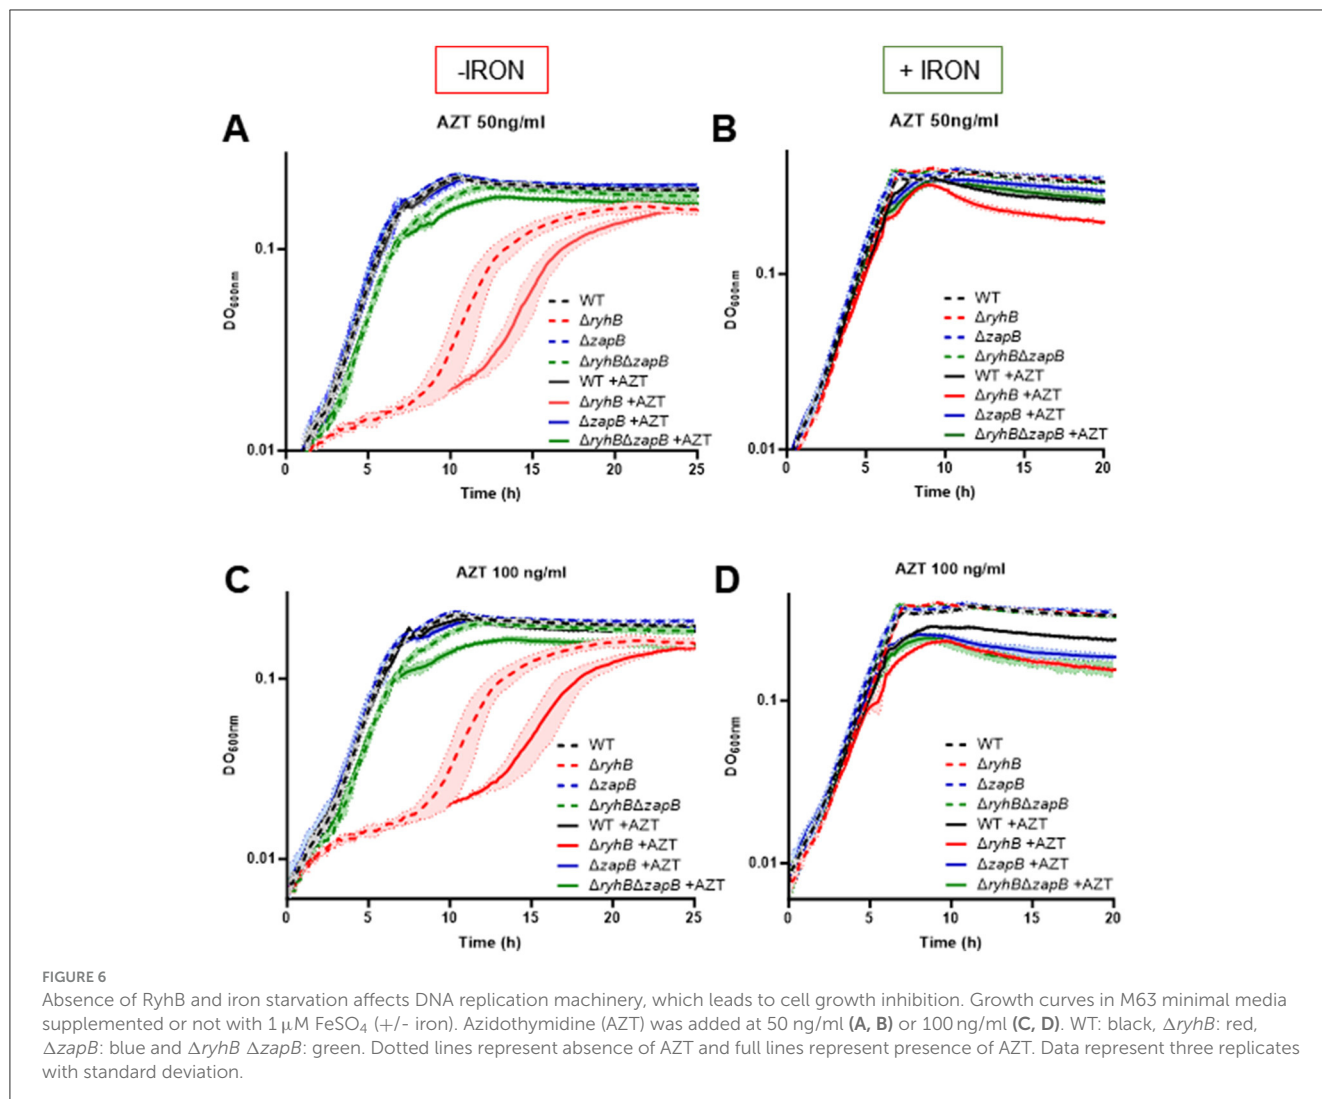 -IRON
+ IRON
A
AZT 50ng/ml
DO600nm
0.1
0.01
0 5 10 15 20 25
Time (h)
WT
ΔryhB
ΔzapB
ΔryhBΔzapB
WT +AZT
ΔryhB +AZT
ΔzapB +AZT
ΔryhBΔzapB +AZT
B
AZT 50ng/ml
DO600nm
0.1
0.01
0 5 10 15 20
Time (h)
WT
ΔryhB
ΔzapB
ΔryhBΔzapB
WT +AZT
ΔryhB +AZT
ΔzapB +AZT
ΔryhBΔzapB +AZT
C
AZT 100 ng/ml
DO600nm
0.1
0.01
0 5 10 15 20 25
Time (h)
WT
ΔryhB
ΔzapB
ΔryhBΔzapB
WT +AZT
ΔryhB +AZT
ΔzapB +AZT
ΔryhBΔzapB +AZT
D
AZT 100 ng/ml
DO600nm
0.1
0.01
0 5 10 15 20
Time (h)
WT
ΔryhB
ΔzapB
ΔryhBΔzapB
WT +AZT
ΔryhB +AZT
ΔzapB +AZT
ΔryhBΔzapB +AZT
FIGURE 6
Absence of RyhB and iron starvation affects DNA replication machinery, which leads to cell growth inhibition. Growth curves in M63 minimal media
supplemented or not with 1 μM FeSO4 (+/- iron). Azidothymidine (AZT) was added at 50 ng/ml (A, B) or 100 ng/ml (C, D). WT: black, ΔryhB: red,
ΔzapB: blue and ΔryhB ΔzapB: green. Dotted lines represent absence of AZT and full lines represent presence of AZT. Data represent three replicates
with standard deviation.